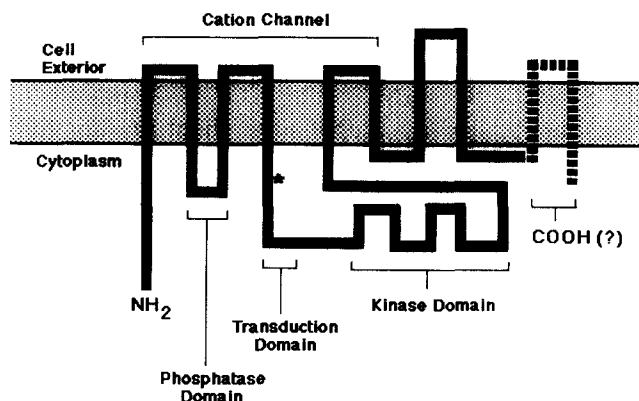 Cation Channel
Cell
Exterior
Cytoplasm
*
NH2
COOH (?)
Kinase Domain
Transduction
Domain
Phosphatase
Domain